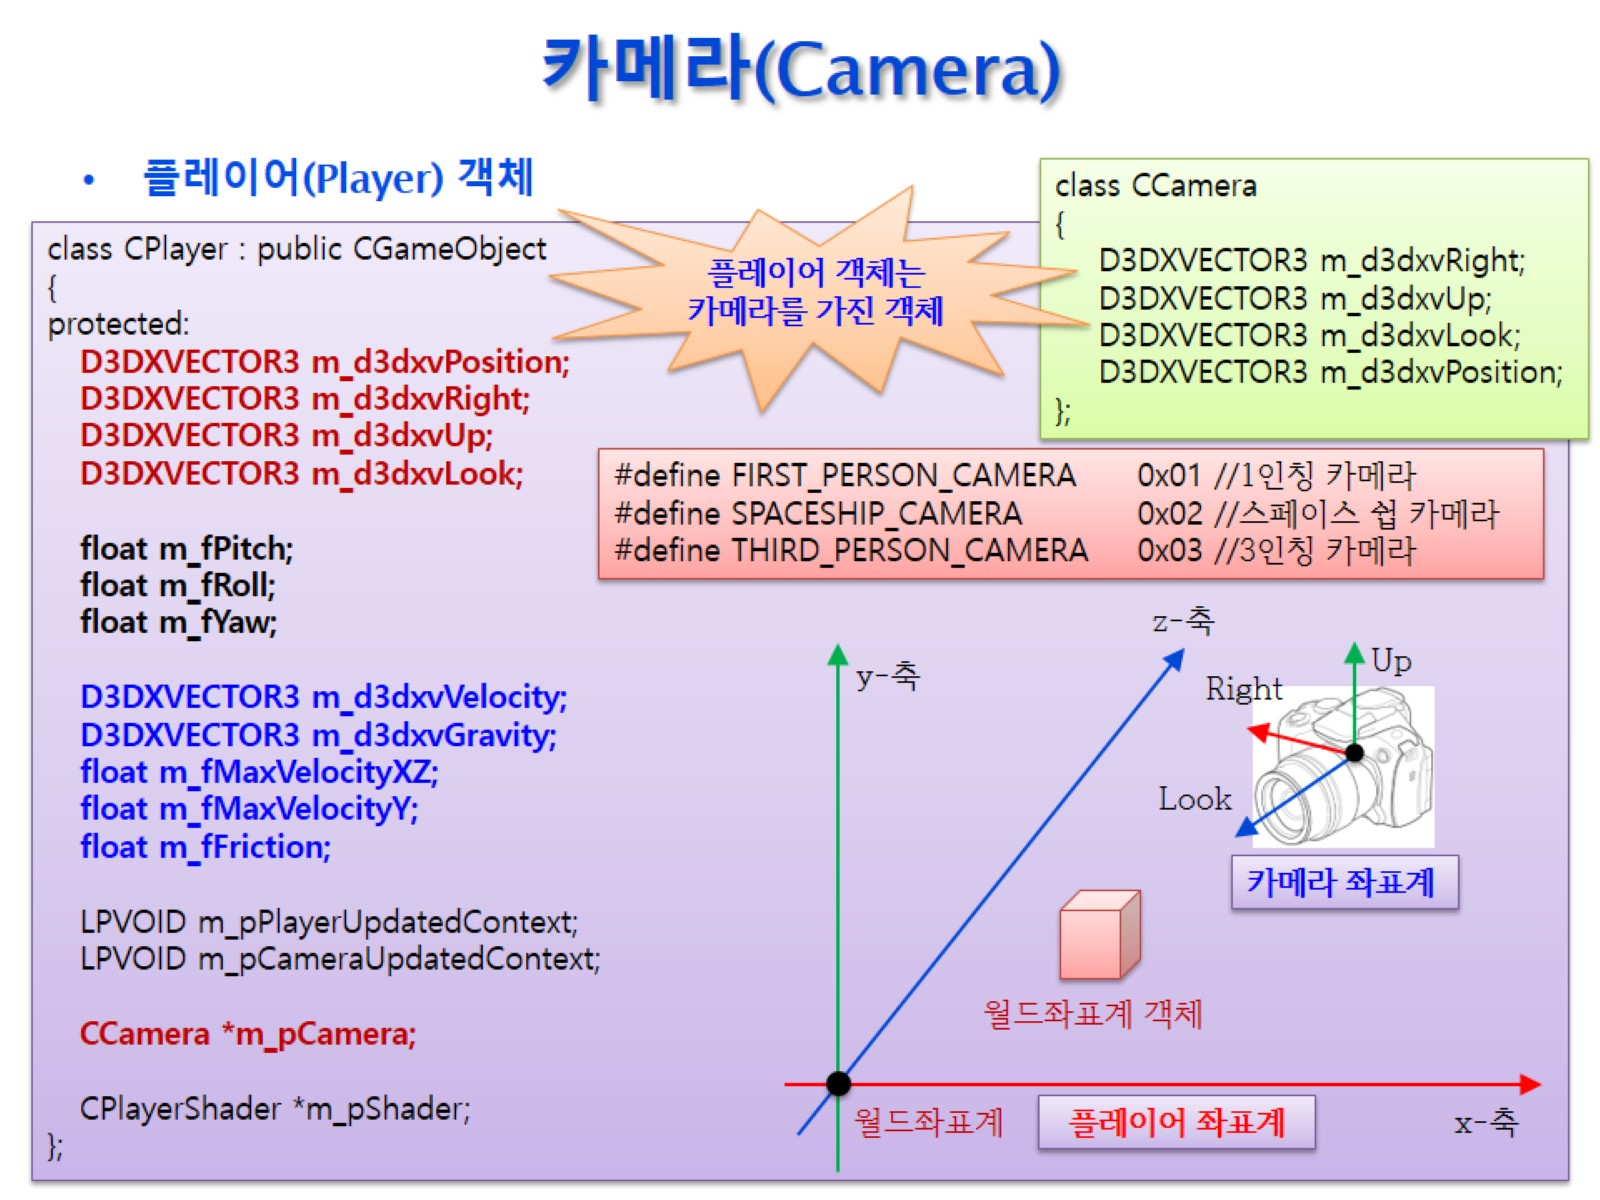 카메라(Camera)
• 플레이어(Player) 객체
class CPlayer : public CGameObject
{
protected:
D3DXVECTOR3 m_d3dxvPosition;
D3DXVECTOR3 m_d3dxvRight;
D3DXVECTOR3 m_d3dxvUp;
D3DXVECTOR3 m_d3dxvLook;
float m_fPitch;
float m_fRoll;
float m_fYaw;
D3DXVECTOR3 m_d3dxvVelocity;
D3DXVECTOR3 m_d3dxvGravity;
float m_fMaxVelocityXZ;
float m_fMaxVelocityY;
float m_fFriction;
LPVOID m_pPlayerUpdatedContext;
LPVOID m_pCameraUpdatedContext;
CCamera *m_pCamera;
CPlayerShader *m_pShader;
};
플레이어 객체는
카메라를 가진 객체
class CCamera
{
D3DXVECTOR3 m_d3dxvRight;
D3DXVECTOR3 m_d3dxvUp;
D3DXVECTOR3 m_d3dxvLook;
D3DXVECTOR3 m_d3dxvPosition;
};
#define FIRST_PERSON_CAMERA 0x01 //1인칭 카메라
#define SPACESHIP_CAMERA 0x02 //스페이스 쉽 카메라
#define THIRD_PERSON_CAMERA 0x03 //3인칭 카메라
z-축
y-축
Up
Right
Look
카메라 좌표계
월드좌표계 객체
월드좌표계
플레이어 좌표계
x-축